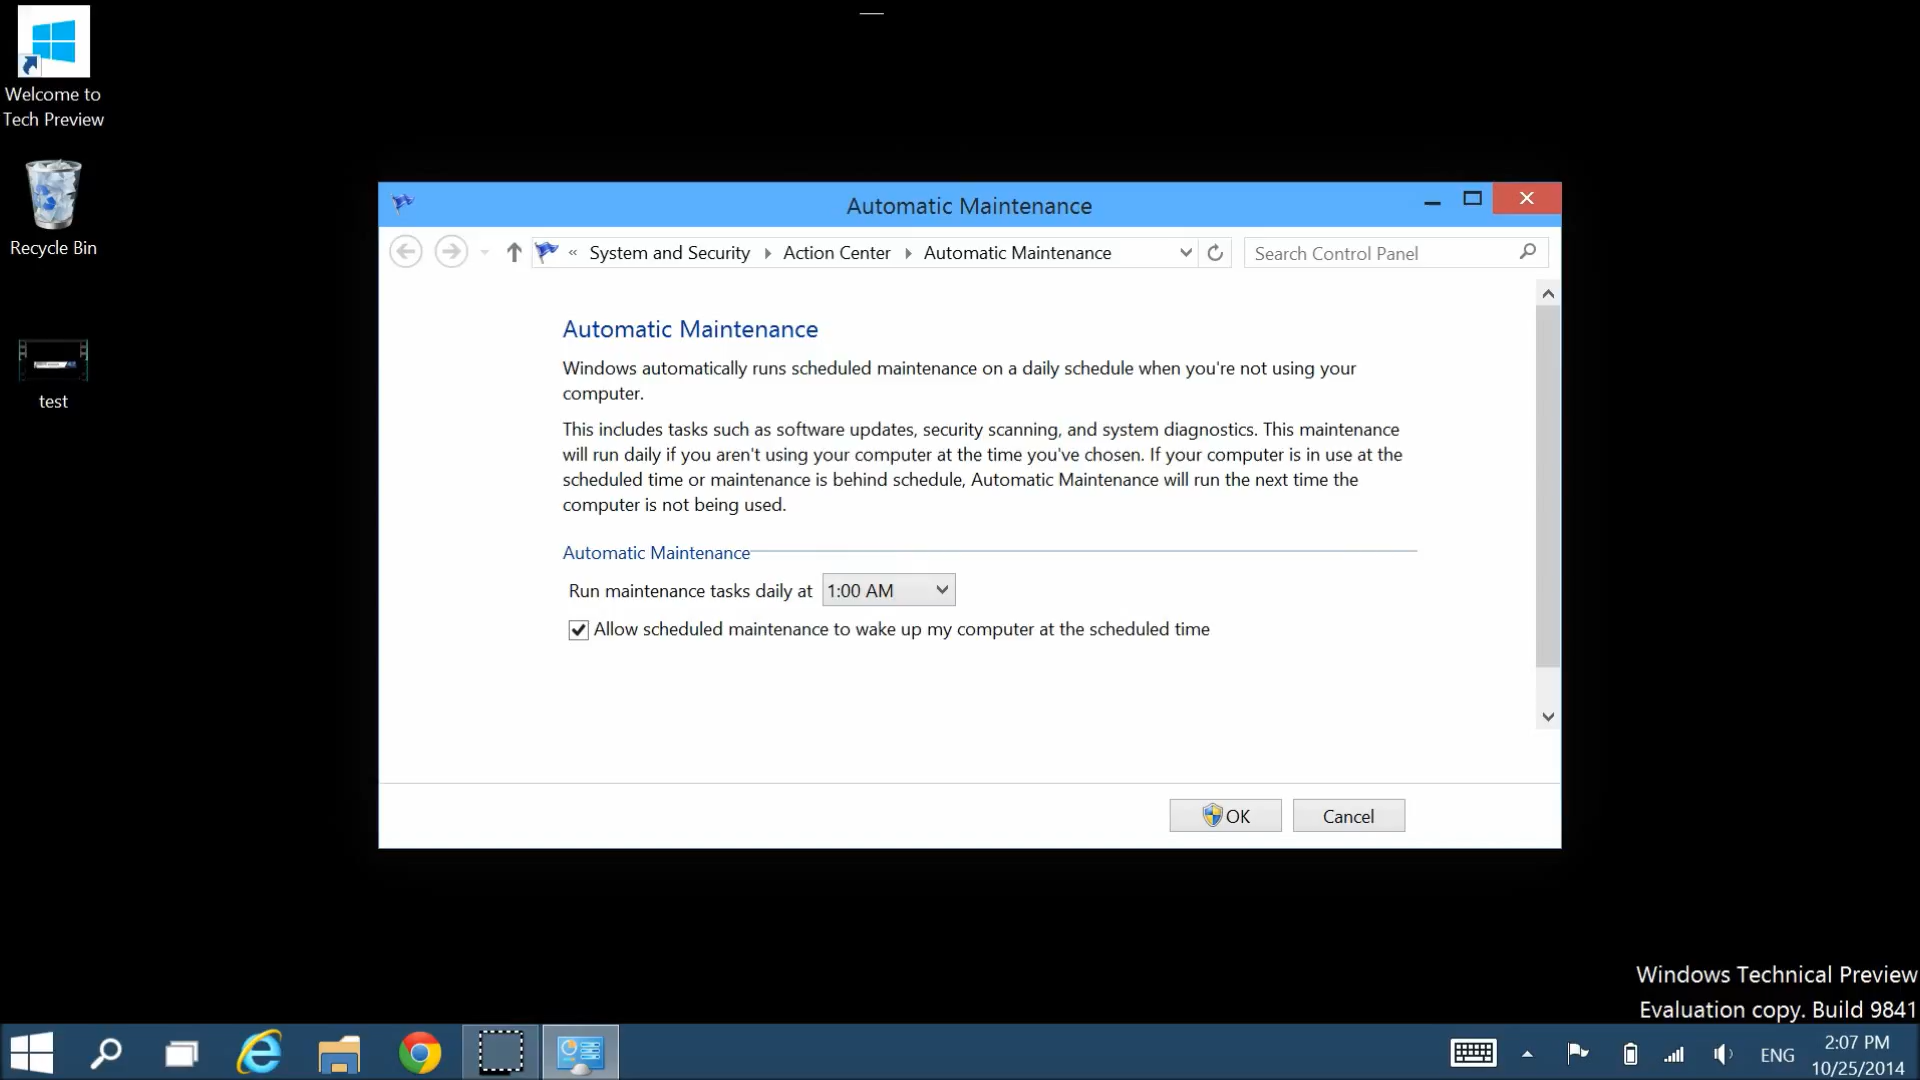 Welcome to
Tech Preview
Recycle Bin
test
Automatic Maintenance
« System and Security Action Center Automatic Maintenance
Search Control Panel
Automatic Maintenance
Windows automatically runs scheduled maintenance on a daily schedule when you're not using your
computer.
This includes tasks such as software updates, security scanning, and system diagnostics. This maintenance
will run daily if you aren't using your computer at the time you've chosen. If your computer is in use at the
scheduled time or maintenance is behind schedule, Automatic Maintenance will run the next time the
computer is not being used.
Automatic Maintenance
Run maintenance tasks daily at 1:00 AM
Allow scheduled maintenance to wake up my computer at the scheduled time
OK
Cancel
Windows Technical Preview
Evaluation copy. Build 9841
ENG
2:07 PM
10/25/2014